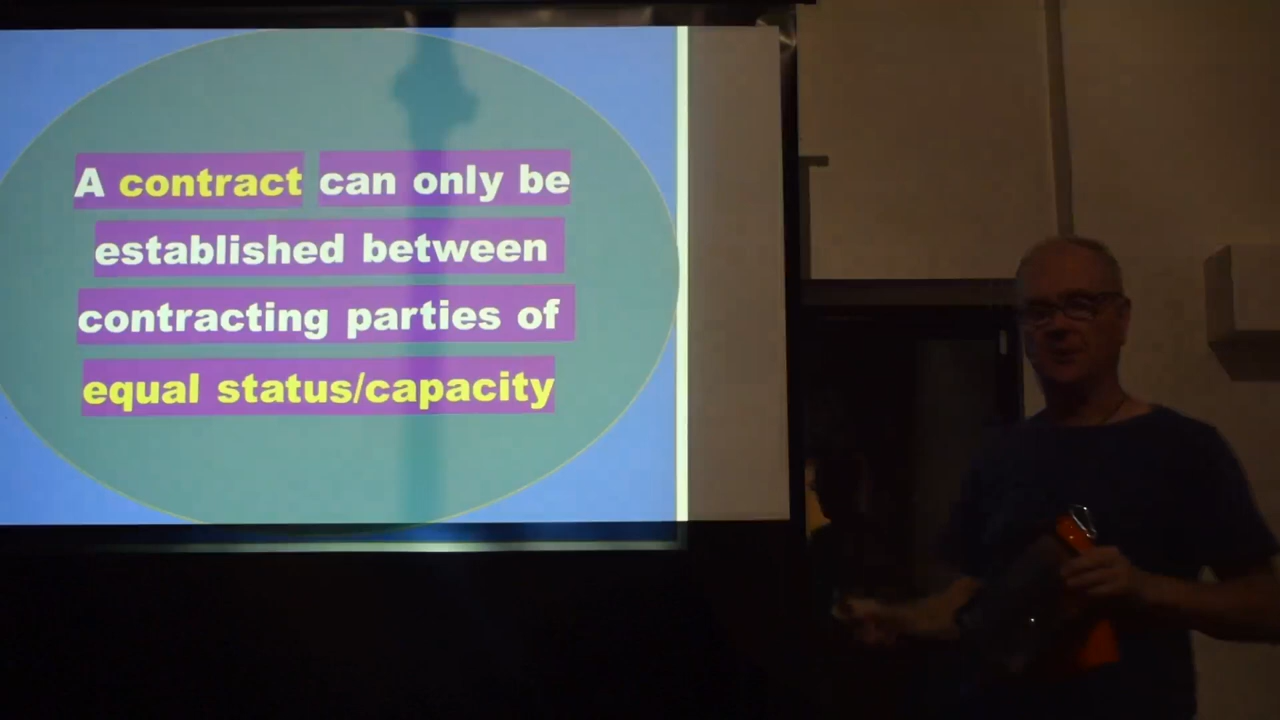 A contract can only be
established between
contracting parties of
equal status/capacity